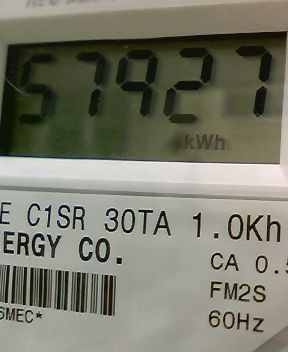 57927
kWh
E C1SR 30TA 1.0Kh
ERGY CO.
CA 0.5
FM2S
6MEC*
60Hz